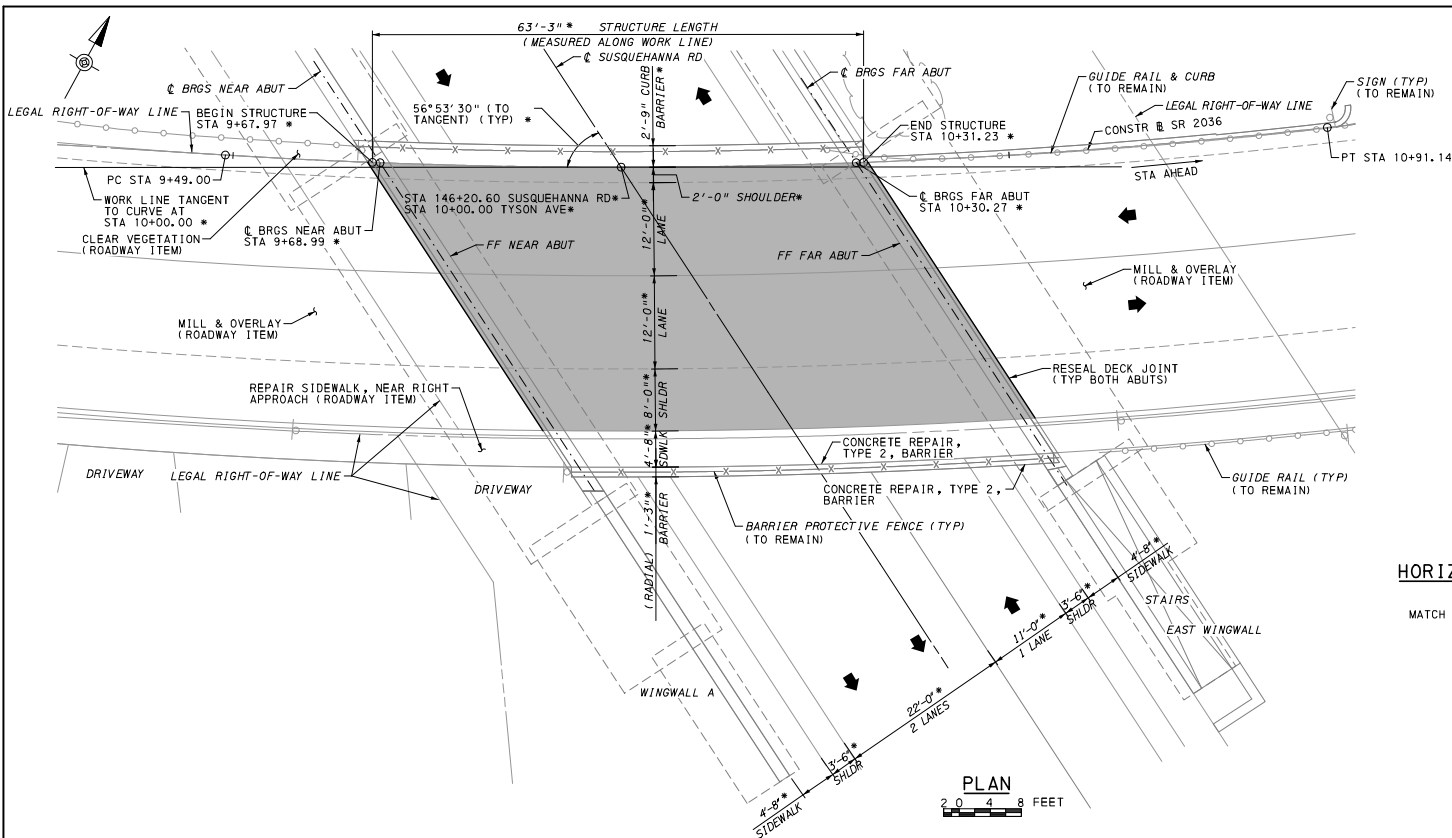 63'-3" * STRUCTURE LENGTH
(MEASURED ALONG WORK LINE)
℄ SUSQUEHANNA RD
℄ BRGS NEAR ABUT
LEGAL RIGHT-OF-WAY LINE
BEGIN STRUCTURE
STA 9+67.97 *
56°53'30" (TO
TANGENT) (TYP) *
2'-9" CURB
BARRIER*
℄ BRGS FAR ABUT
GUIDE RAIL & CURB
(TO REMAIN)
SIGN (TYP)
(TO REMAIN)
LEGAL RIGHT-OF-WAY LINE
END STRUCTURE
STA 10+31.23 *
CONSTR ⅊ SR 2036
PT STA 10+91.14
STA AHEAD
PC STA 9+49.00
WORK LINE TANGENT
TO CURVE AT
STA 10+00.00 *
CLEAR VEGETATION
(ROADWAY ITEM)
℄ BRGS NEAR ABUT
STA 9+68.99 *
STA 146+20.60 SUSQUEHANNA RD*
STA 10+00.00 TYSON AVE*
2'-0" SHOULDER*
℄ BRGS FAR ABUT
STA 10+30.27 *
FF NEAR ABUT
12'-0"*
LANE
FF FAR ABUT
MILL & OVERLAY
(ROADWAY ITEM)
MILL & OVERLAY
(ROADWAY ITEM)
12'-0"*
LANE
RESEAL DECK JOINT
(TYP BOTH ABUTS)
REPAIR SIDEWALK, NEAR RIGHT
APPROACH (ROADWAY ITEM)
8'-0"*
SHLDR
4'-8"*
SDWLK
CONCRETE REPAIR,
TYPE 2, BARRIER
DRIVEWAY
LEGAL RIGHT-OF-WAY LINE
DRIVEWAY
CONCRETE REPAIR, TYPE 2,
BARRIER
GUIDE RAIL (TYP)
(TO REMAIN)
(RADIAL) 1'-3"*
BARRIER
BARRIER PROTECTIVE FENCE (TYP)
(TO REMAIN)
4'-8"*
SIDEWALK
3'-6"*
SHLDR
11'-0"*
1 LANE
STAIRS
EAST WINGWALL
HORIZ
MATCH
WINGWALL A
22'-0"*
2 LANES
3'-6"*
SHLDR
4'-8"*
SIDEWALK
PLAN
2 0 4 8 FEET